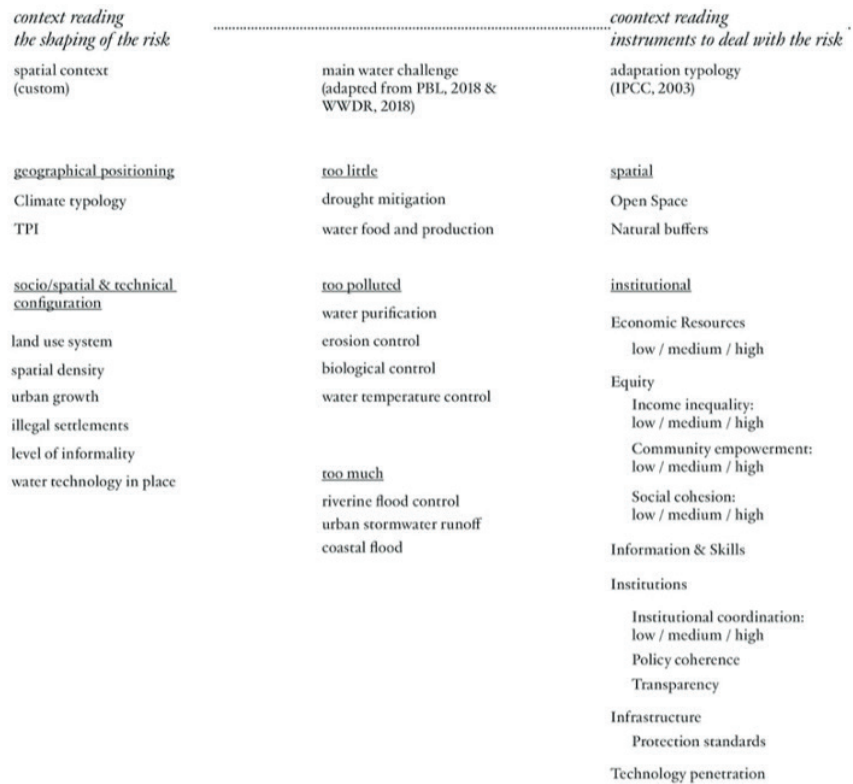 context reading
the shaping of the risk
spatial context
(custom)
geographical positioning
Climate typology
TPI
socio/spatial & technical
configuration
land use system
spatial density
urban growth
illegal settlements
level of informality
water technology in place
main water challenge
(adapted from PBL, 2018 &
WWDR, 2018)
too little
drought mitigation
water food and production
too polluted
water purification
erosion control
biological control
water temperature control
too much
riverine flood control
urban stormwater runoff
coastal flood
coontext reading
instruments to deal with the risk
adaptation typology
(IPCC, 2003)
spatial
Open Space
Natural buffers
institutional
Economic Resources
low / medium / high
Equity
Income inequality:
low / medium / high
Community empowerment:
low / medium / high
Social cohesion:
low / medium / high
Information & Skills
Institutions
Institutional coordination:
low / medium / high
Policy coherence
Transparency
Infrastructure
Protection standards
Technology penetration